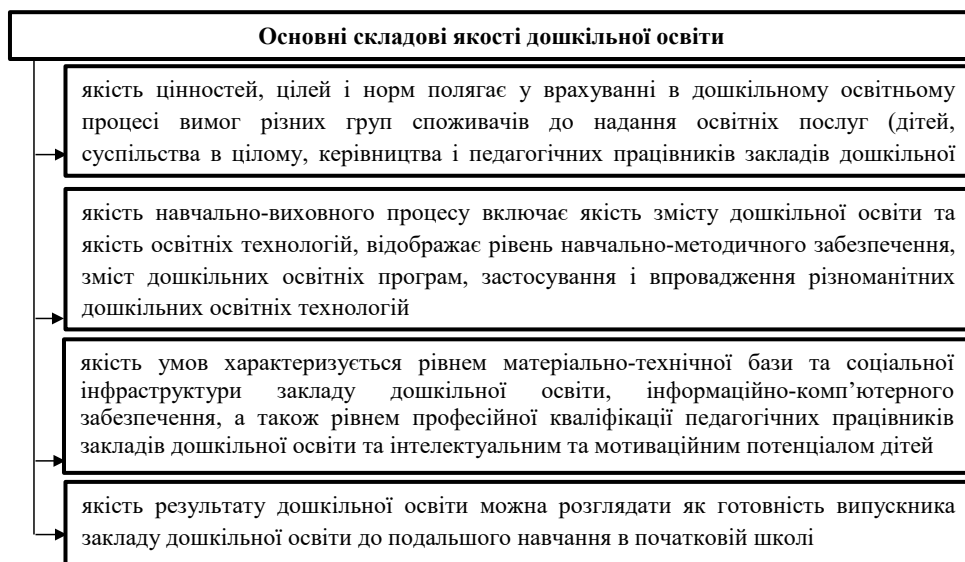 Основні складові якості дошкільної освіти
якість цінностей, цілей і норм полягає у врахуванні в дошкільному освітньому
процесі вимог різних груп споживачів до надання освітніх послуг (дітей,
суспільства в цілому, керівництва і педагогічних працівників закладів дошкільної
якість навчально-виховного процесу включає якість змісту дошкільної освіти та
якість освітніх технологій, відображає рівень навчально-методичного забезпечення,
зміст дошкільних освітніх програм, застосування і впровадження різноманітних
дошкільних освітніх технологій
якість умов характеризується рівнем матеріально-технічної бази та соціальної
інфраструктури закладу дошкільної освіти, інформаційно-комп’ютерного
забезпечення, а також рівнем професійної кваліфікації педагогічних працівників
закладів дошкільної освіти та інтелектуальним та мотиваційним потенціалом дітей
якість результату дошкільної освіти можна розглядати як готовність випускника
закладу дошкільної освіти до подальшого навчання в початковій школі